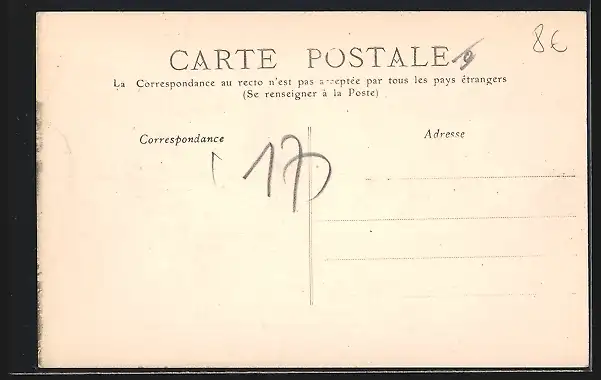 8€
CARTE POSTALE
La Correspondance au recto n'est pas acceptée par tous les pays étrangers
(Se renseigner à la Poste)
Correspondance
Adresse
17